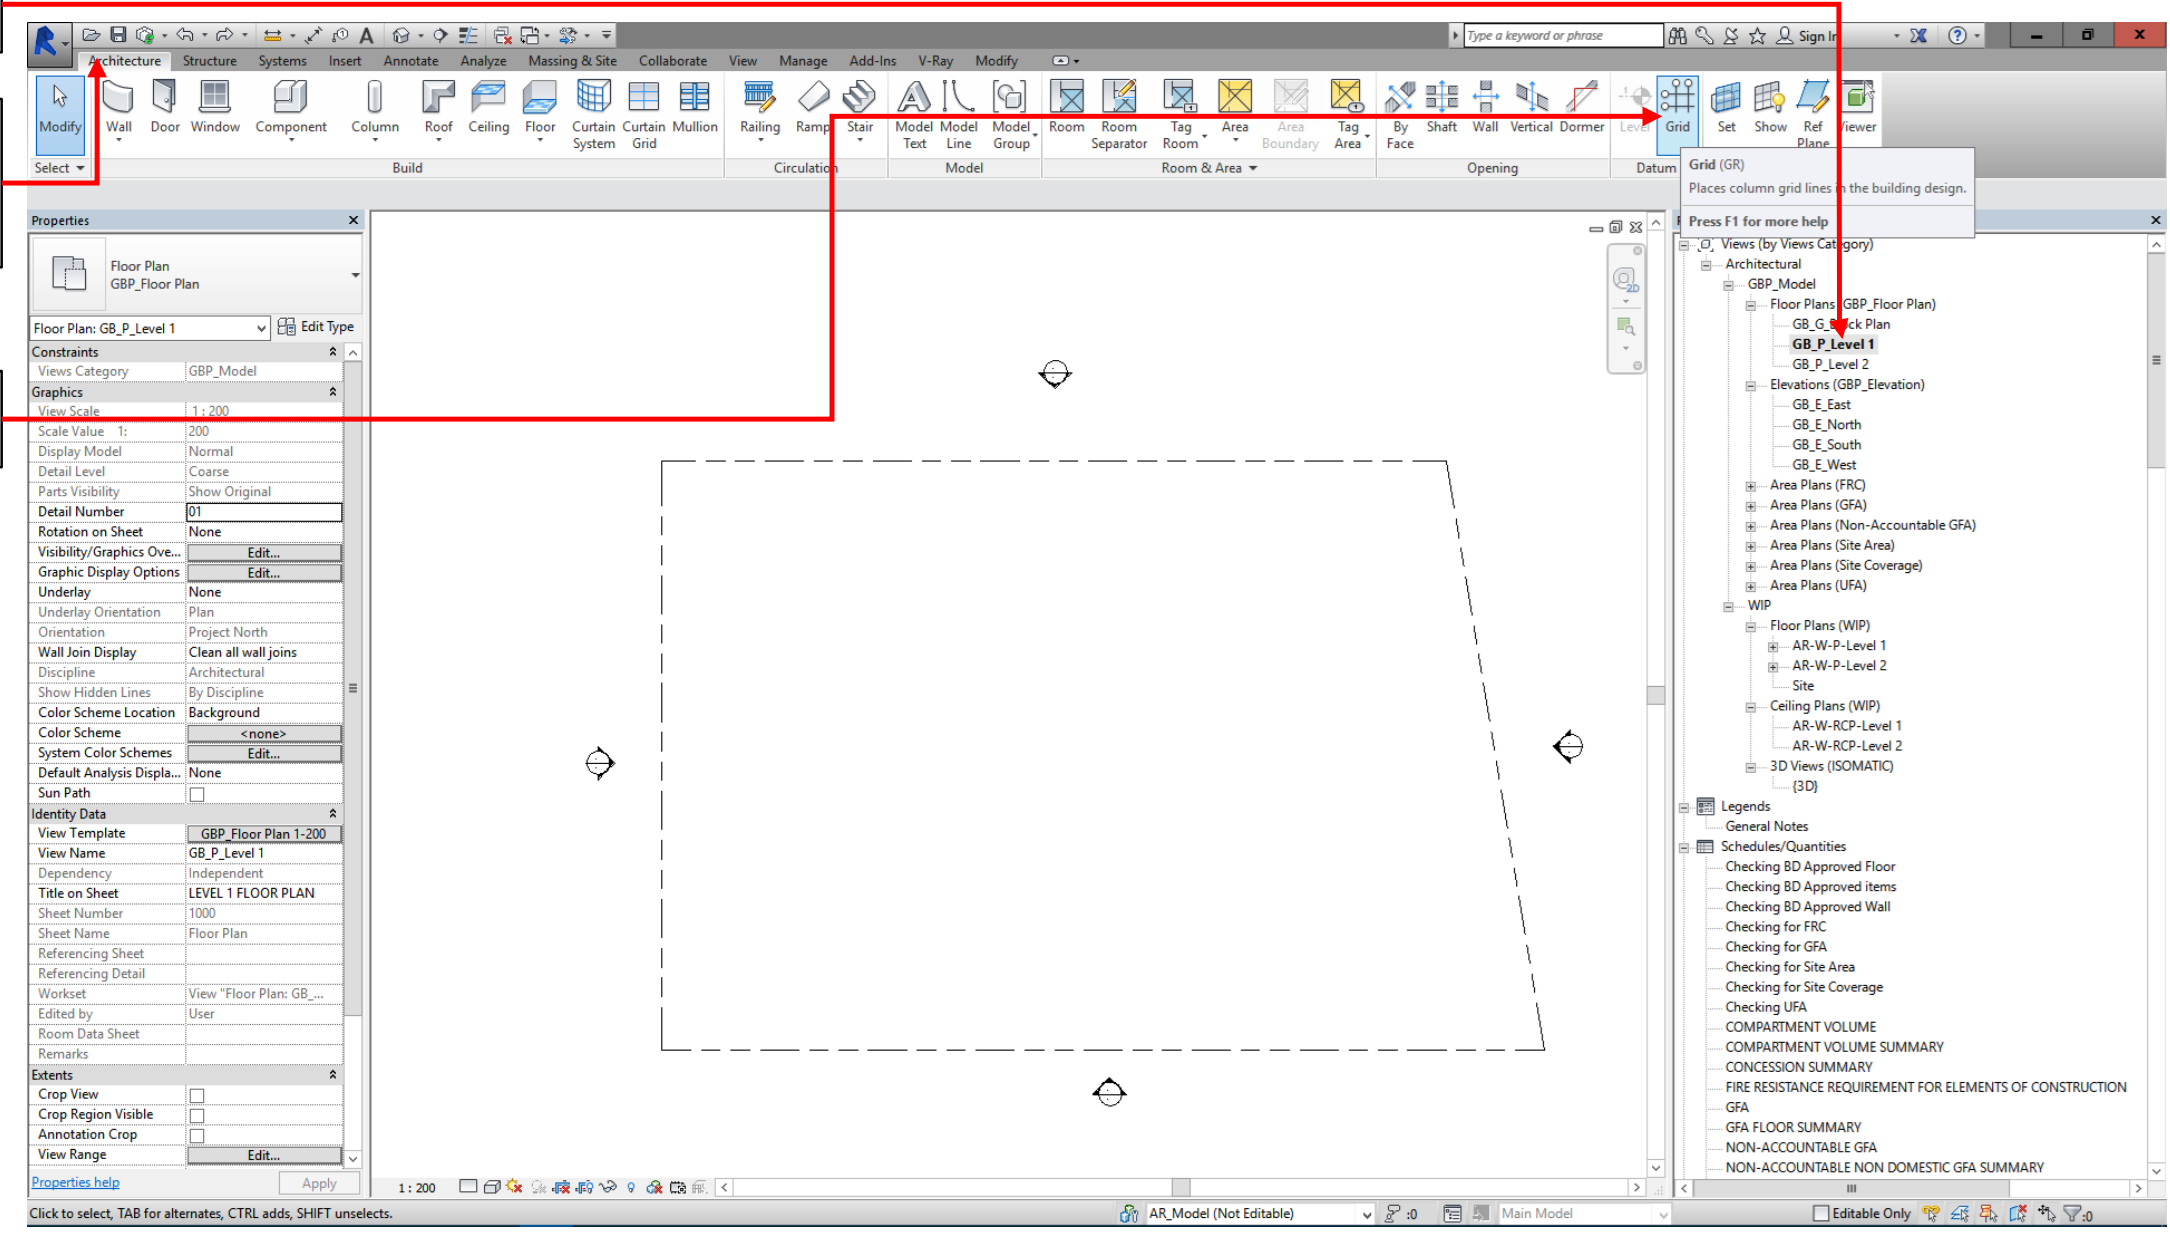 Type a keyword or phrase
Sign In
Architecture Structure Systems Insert Annotate Analyze Massing & Site Collaborate View Manage Add-Ins V-Ray Modify
Modify Wall Door Window Component Column Roof Ceiling Floor Curtain System Curtain Grid Mullion Railing Ramp Stair Model Text Model Line Model Group Room Room Separator Tag Room Area Area Boundary Tag Area By Face Shaft Wall Vertical Dormer Level Grid Set Show Ref Plane Viewer
Select Build Circulation Model Room & Area Opening Datum
Grid (GR)
Places column grid lines in the building design.
Press F1 for more help
Properties
Floor Plan
GBP_Floor Plan
Floor Plan: GB_P_Level 1 Edit Type
Constraints
Views Category GBP_Model
Graphics
View Scale 1 : 200
Scale Value 1: 200
Display Model Normal
Detail Level Coarse
Parts Visibility Show Original
Detail Number 01
Rotation on Sheet None
Visibility/Graphics Ove... Edit...
Graphic Display Options Edit...
Underlay None
Underlay Orientation Plan
Orientation Project North
Wall Join Display Clean all wall joins
Discipline Architectural
Show Hidden Lines By Discipline
Color Scheme Location Background
Color Scheme <none>
System Color Schemes Edit...
Default Analysis Displa... None
Sun Path
Identity Data
View Template GBP_Floor Plan 1-200
View Name GB_P_Level 1
Dependency Independent
Title on Sheet LEVEL 1 FLOOR PLAN
Sheet Number 1000
Sheet Name Floor Plan
Referencing Sheet
Referencing Detail
Workset View "Floor Plan: GB_...
Edited by User
Room Data Sheet
Remarks
Extents
Crop View
Crop Region Visible
Annotation Crop
View Range Edit...
Properties help Apply
2D
1 : 200
Views (by Views Category)
Architectural
GBP_Model
Floor Plans (GBP_Floor Plan)
GB_G_Block Plan
GB_P_Level 1
GB_P_Level 2
Elevations (GBP_Elevation)
GB_E_East
GB_E_North
GB_E_South
GB_E_West
Area Plans (FRC)
Area Plans (GFA)
Area Plans (Non-Accountable GFA)
Area Plans (Site Area)
Area Plans (Site Coverage)
Area Plans (UFA)
WIP
Floor Plans (WIP)
AR-W-P-Level 1
AR-W-P-Level 2
Site
Ceiling Plans (WIP)
AR-W-RCP-Level 1
AR-W-RCP-Level 2
3D Views (ISOMATIC)
{3D}
Legends
General Notes
Schedules/Quantities
Checking BD Approved Floor
Checking BD Approved items
Checking BD Approved Wall
Checking for FRC
Checking for GFA
Checking for Site Area
Checking for Site Coverage
Checking UFA
COMPARTMENT VOLUME
COMPARTMENT VOLUME SUMMARY
CONCESSION SUMMARY
FIRE RESISTANCE REQUIREMENT FOR ELEMENTS OF CONSTRUCTION
GFA
GFA FLOOR SUMMARY
NON-ACCOUNTABLE GFA
NON-ACCOUNTABLE NON DOMESTIC GFA SUMMARY
Click to select, TAB for alternates, CTRL adds, SHIFT unselects. AR_Model (Not Editable) :0 Main Model Editable Only :0